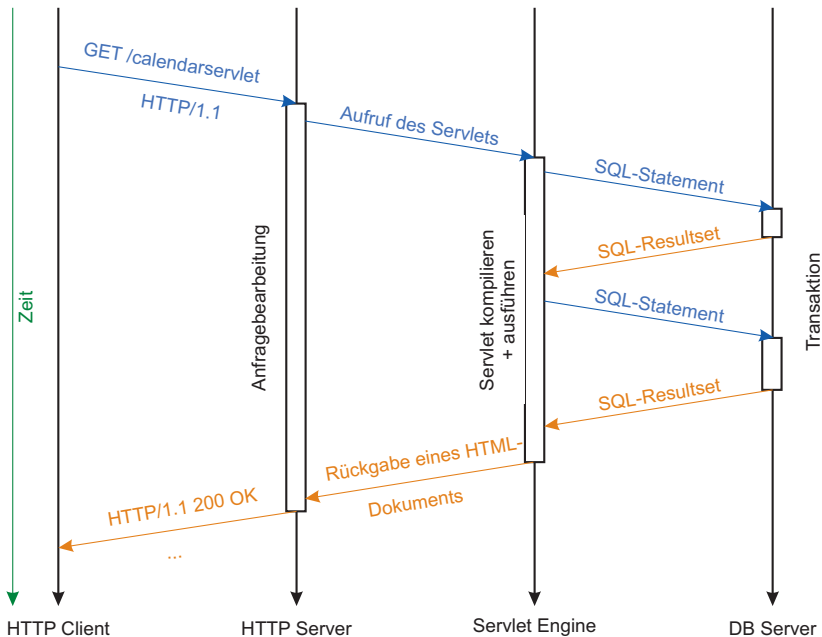 GET /calendarservlet
HTTP/1.1
Aufruf des Servlets
SQL-Statement
SQL-Resultset
SQL-Statement
SQL-Resultset
Rückgabe eines HTML-
Dokuments
HTTP/1.1 200 OK
...
Zeit
Anfragebearbeitung
Servlet kompilieren
+ ausführen
Transaktion
HTTP Client
HTTP Server
Servlet Engine
DB Server